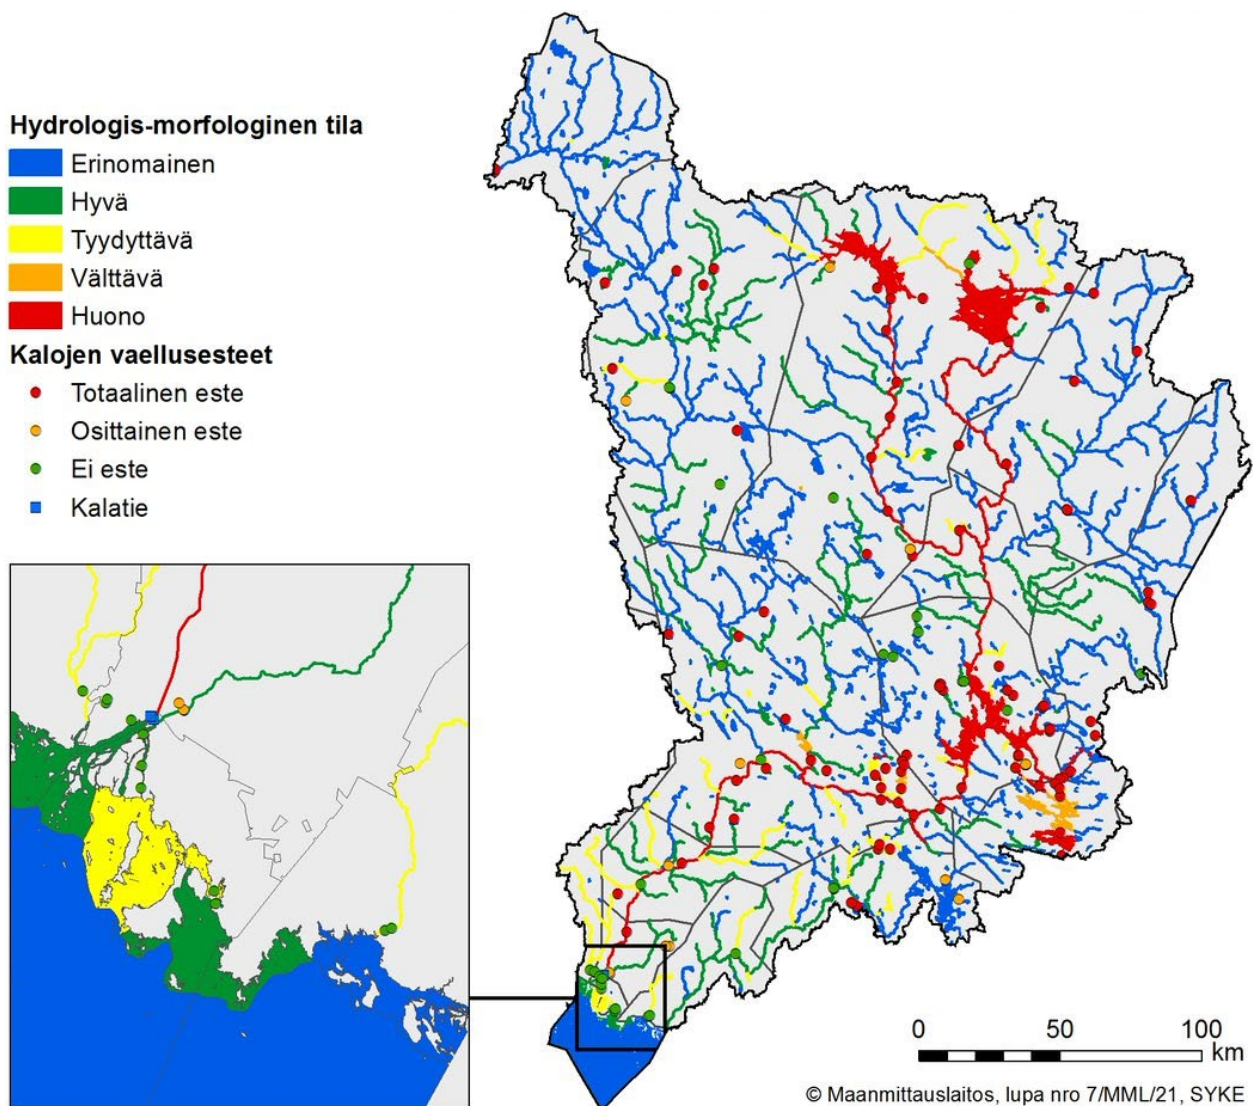 Hydrologis-morfologinen tila
Erinomainen
Hyvä
Tyydyttävä
Välttävä
Huono
Kalojen vaellusesteet
Totaalinen este
Osittainen este
Ei este
Kalatie
0 50 100
km
© Maanmittauslaitos, lupa nro 7/MML/21, SYKE